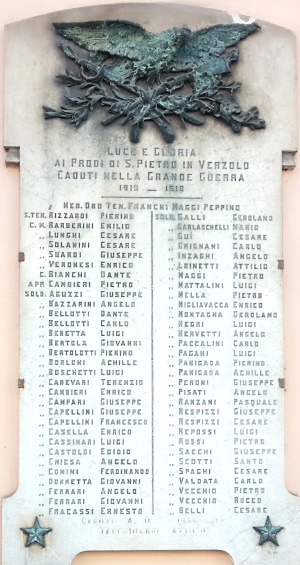 LUCE E GLORIA
AI PRODI DI S. PIETRO IN VERZOLO
CADUTI NELLA GRANDE GUERRA
1915 — 1918
MED. ORO TEN. FRANCHI MAGGI PEPPINO
S.TEN. RIZZARDI PIERINO
C.M. BARBERINI EMILIO
„ LUNGHI CESARE
„ SOLANINI CESARE
„ SUARDI GIUSEPPE
„ VERONESI ENRICO
C. BIANCHI DANTE
APP. CAMBIERI PIETRO
SOLD. AGUZZI GIUSEPPE
„ BAZZARINI ANGELO
„ BELLOTTI DANTE
„ BELLOTTI CARLO
„ BERETTA LUIGI
„ BERTOLA GIOVANNI
„ BERTOLOTTI PIERINO
„ BORLONI ACHILLE
„ BOSCHETTI LUIGI
„ CANEVARI TERENZIO
„ CAMBIERI ENRICO
„ CAMPARI GIUSEPPE
„ CAPELLINI GIUSEPPE
„ CAPELLINI FRANCESCO
„ CASELLA ENRICO
„ CASSINARI LUIGI
„ CASTOLDI EGIDIO
„ CHIESA ANGELO
„ COMINI FERDINANDO
„ DONNETTA GIOVANNI
„ FERRARI ANGELO
„ FERRARI GIOVANNI
„ FRACASSI ERNESTO
SOLD. GALLI GEROLAMO
„ GARLASCHELLI MARIO
„ GUI CESARE
„ GRIGNANI CARLO
„ INZAGHI ANGELO
„ LOINETTI ATTILIO
„ MAGGI PIETRO
„ MATTALINI LUIGI
„ MELLA PIETRO
„ MIGLIAVACCA ENRICO
„ MONTAGNA GEROLAMO
„ NEGRI LUIGI
„ NERVETTI ANGELO
„ PACCALINI CARLO
„ PAGANI LUIGI
„ PANIGADA PIERINO
„ PANIGADA ACHILLE
„ PERONI GIUSEPPE
„ PISATI ANGELO
„ RANZANI PASQUALE
„ RESPIZZI GIUSEPPE
„ RESPIZZI CESARE
„ REPOSSI LUIGI
„ ROSSI PIETRO
„ SACCHI GIUSEPPE
„ SCOTTI SANTO
„ SPAGHI CESARE
„ VALDATA CARLO
„ VECCHIO PIETRO
„ VECCHIO ROCCO
„ BELLI CESARE